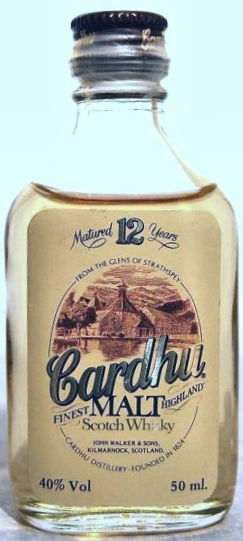 Matured 12 Years
FROM THE GLENS OF STRATHSPEY
Cardhu
FINEST MALT HIGHLAND
Scotch Whisky
JOHN WALKER & SONS,
KILMARNOCK, SCOTLAND.
CARDHU DISTILLERY - FOUNDED IN 1824
40% Vol 50 ml.